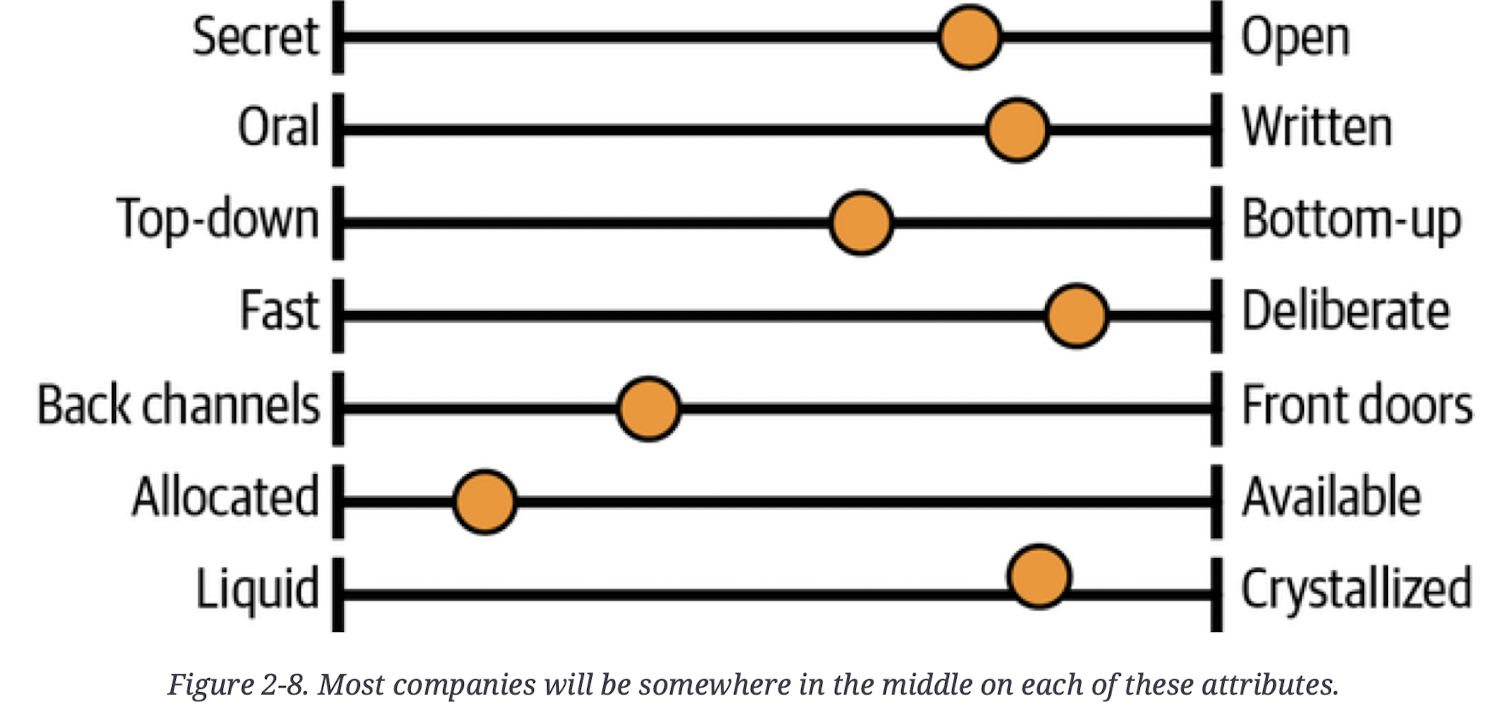 Secret Open
Oral Written
Top-down Bottom-up
Fast Deliberate
Back channels Front doors
Allocated Available
Liquid Crystallized
Figure 2-8. Most companies will be somewhere in the middle on each of these attributes.